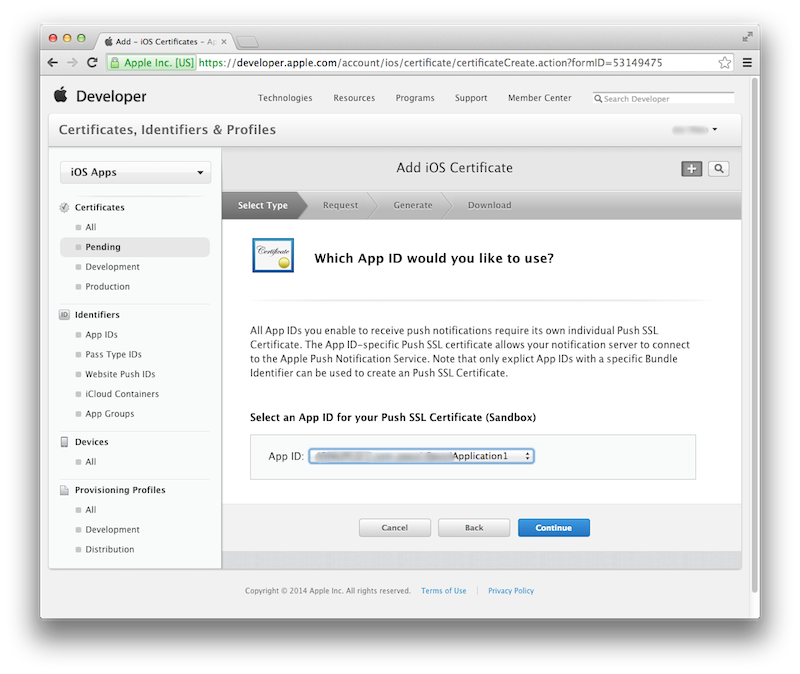 Add - iOS Certificates - Ap
Apple Inc. [US] https://developer.apple.com/account/ios/certificate/certificateCreate.action?formID=53149475
Developer
Technologies Resources Programs Support Member Center Search Developer
Certificates, Identifiers & Profiles
iOS Apps
Certificates
All
Pending
Development
Production
Identifiers
App IDs
Pass Type IDs
Website Push IDs
iCloud Containers
App Groups
Devices
All
Provisioning Profiles
All
Development
Distribution
Add iOS Certificate
Select Type Request Generate Download
Certificate
Which App ID would you like to use?
All App IDs you enable to receive push notifications require its own individual Push SSL
Certificate. The App ID-specific Push SSL certificate allows your notification server to connect
to the Apple Push Notification Service. Note that only explict App IDs with a specific Bundle
Identifier can be used to create an Push SSL Certificate.
Select an App ID for your Push SSL Certificate (Sandbox)
App ID: Application1
Cancel Back Continue
Copyright © 2014 Apple Inc. All rights reserved. Terms of Use Privacy Policy